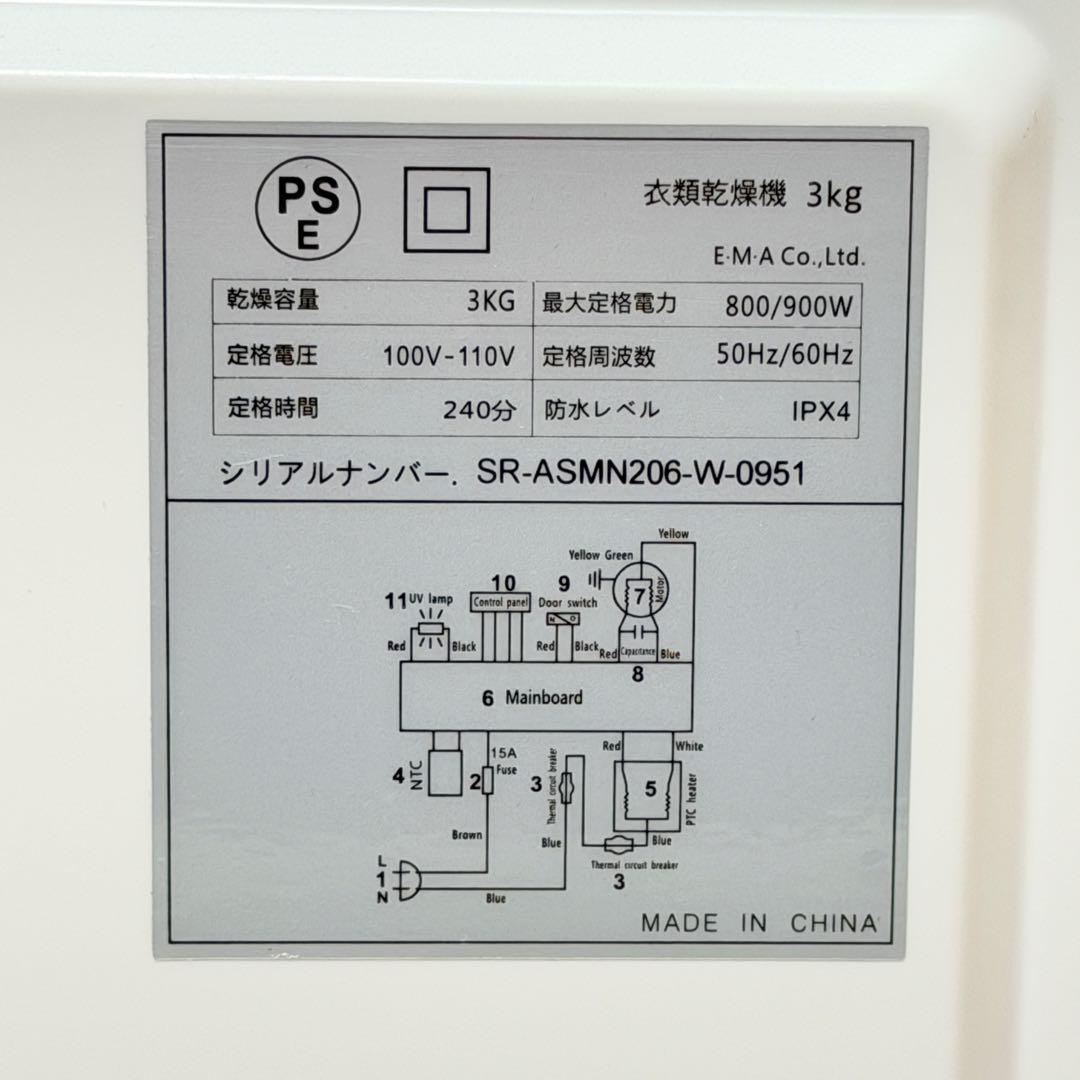 PS
E
衣類乾燥機 3kg
E·M·A Co.,Ltd.
乾燥容量 3KG 最大定格電力 800/900W
定格電圧 100V-110V 定格周波数 50Hz/60Hz
定格時間 240分 防水レベル IPX4
シリアルナンバー. SR-ASMN206-W-0951
Yellow
Yellow Green
7
Motor
11 UV lamp
10
Control panel
9
Door switch
N O
Red Black Red Black Red Capacitance Blue
8
6 Mainboard
4 NTC
15A
2 Fuse
3 Thermal circuit breaker
Red White
5
PTC heater
Brown
Blue
Blue
Thermal circuit breaker
3
L
1
N
Blue
MADE IN CHINA